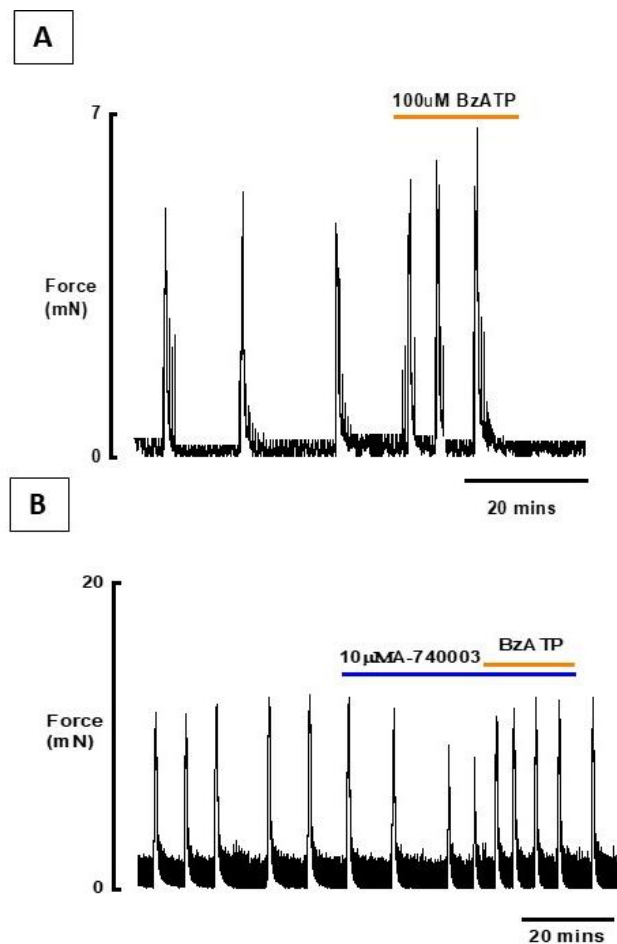 A
100uM BzATP
7
Force
(mN)
0
20 mins
B
20
BzATP
10µMA-740003
Force
(mN)
0
20 mins